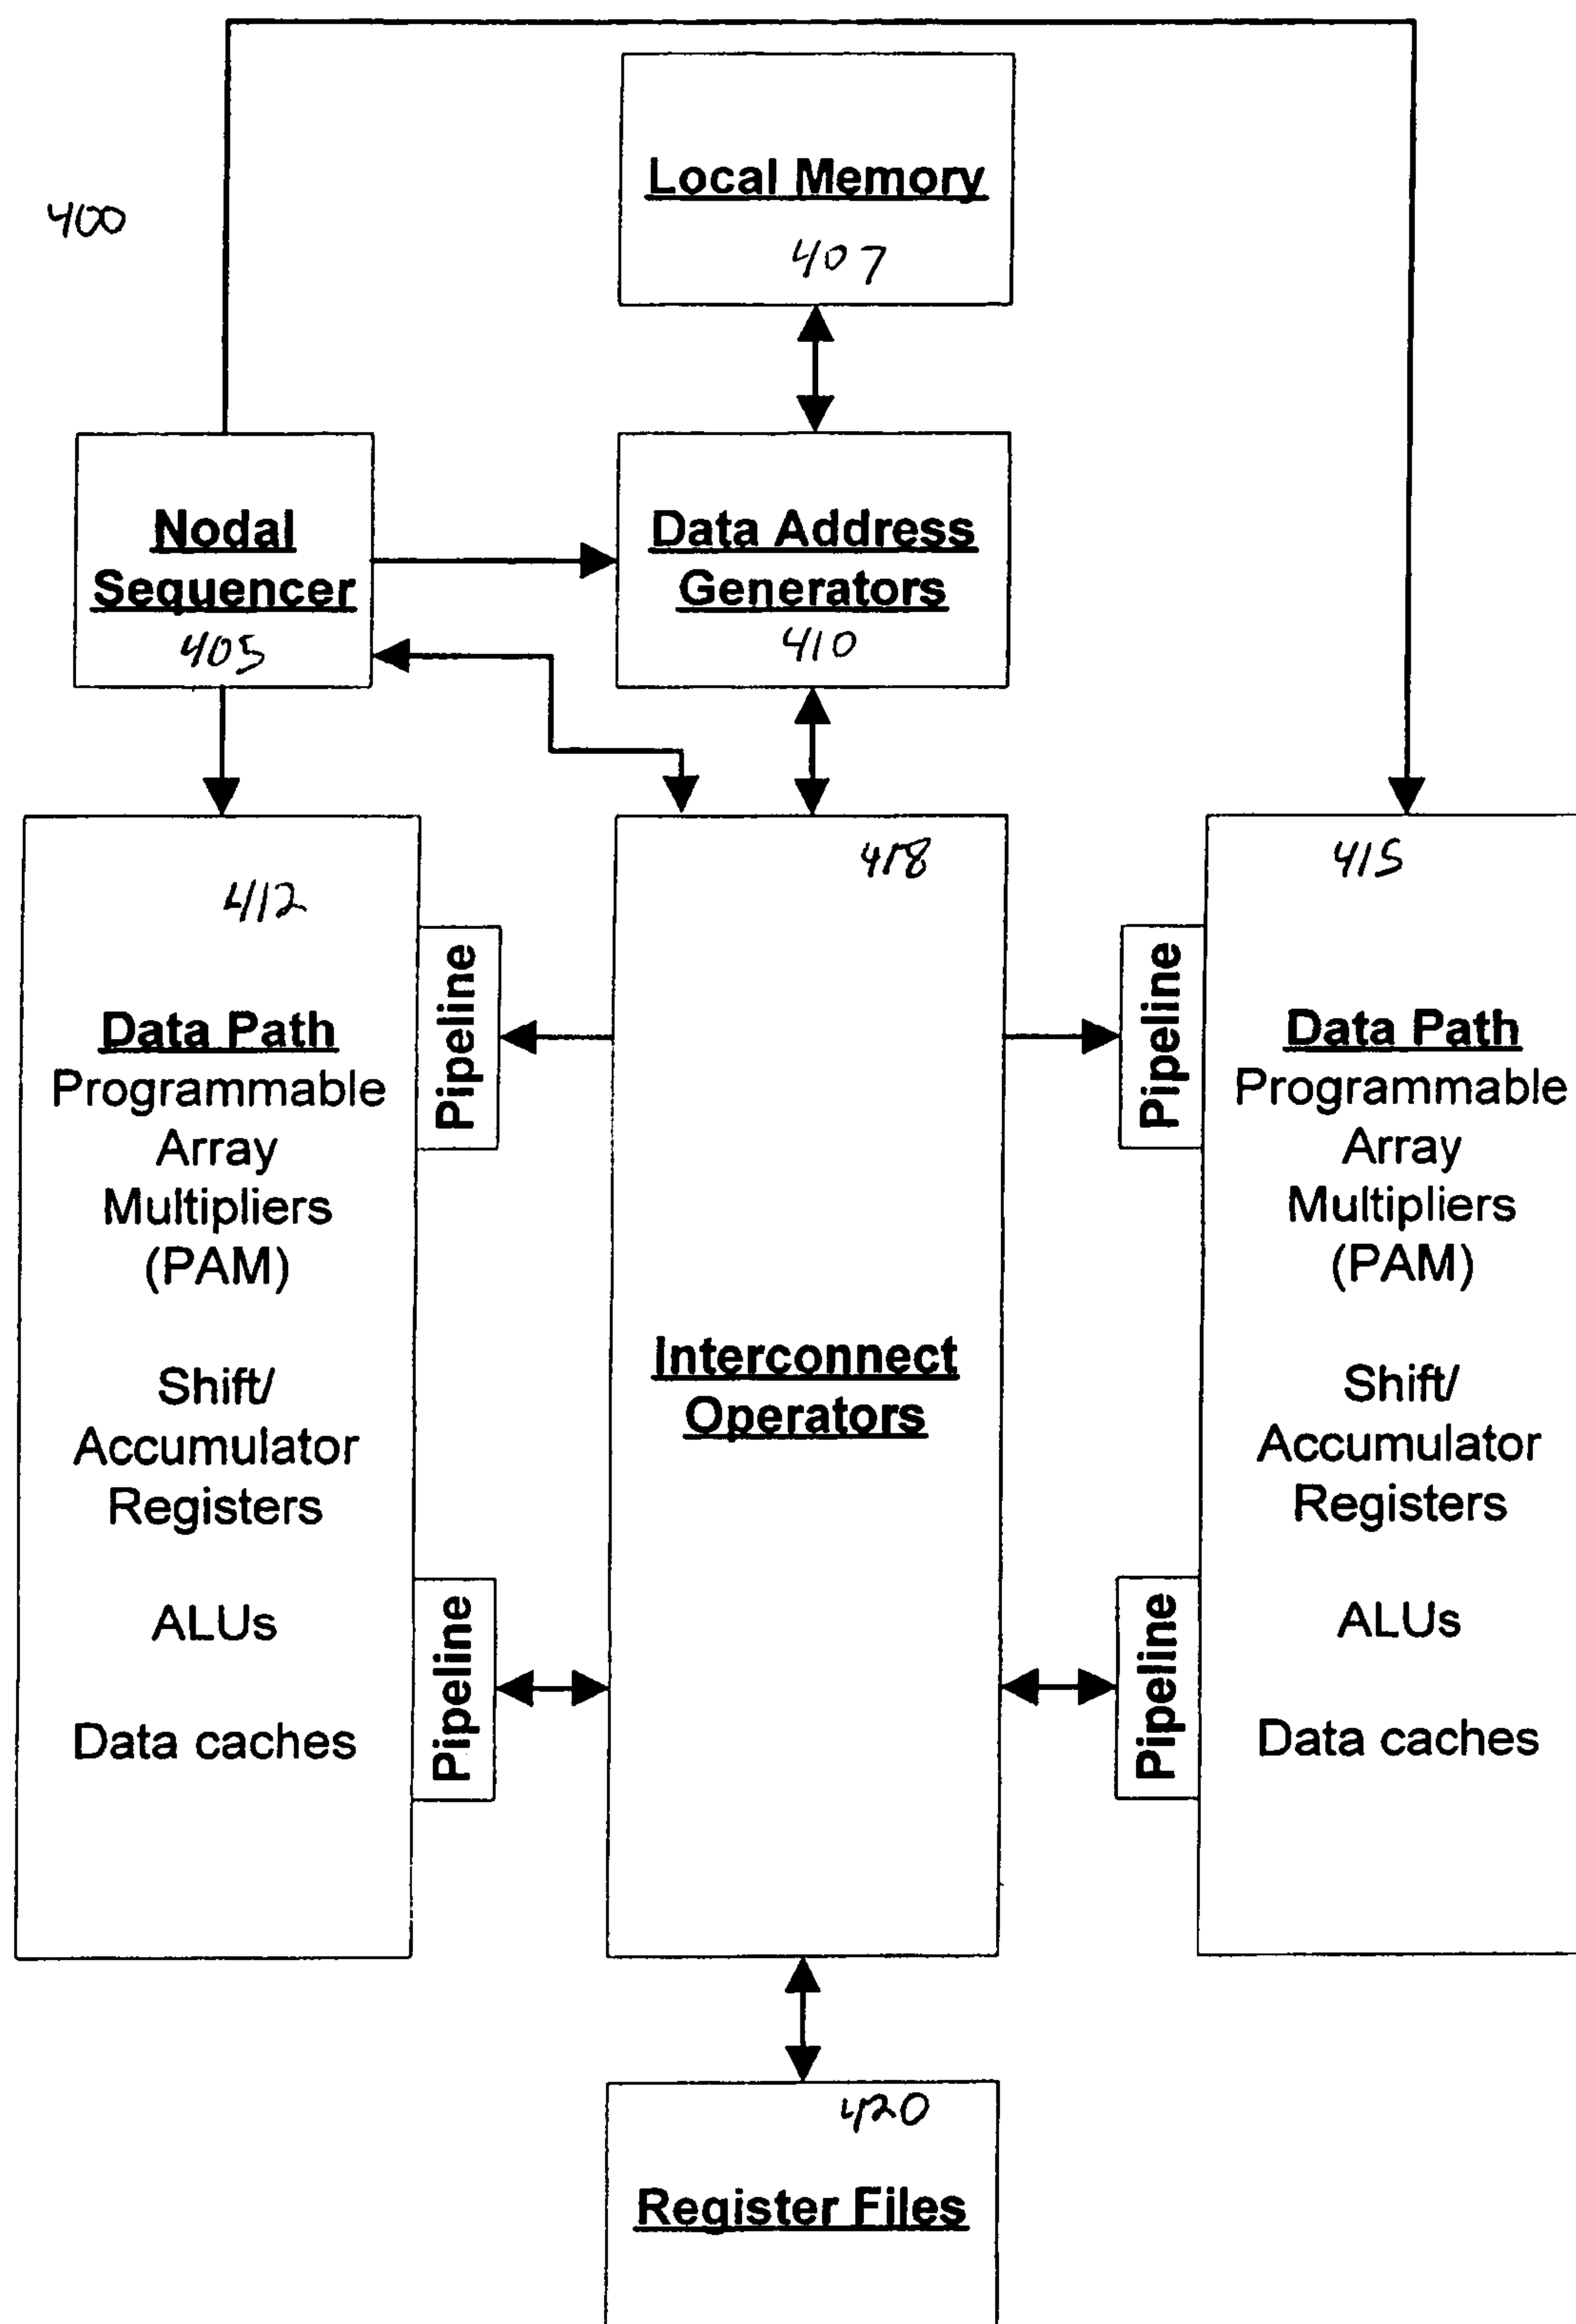 400
Local Memory
407
Nodal
Sequencer
405
Data Address
Generators
410
412
Data Path
Programmable
Array
Multipliers
(PAM)
Shift/
Accumulator
Registers
ALUs
Data caches
Pipeline
Pipeline
418
Interconnect
Operators
Pipeline
Pipeline
415
Data Path
Programmable
Array
Multipliers
(PAM)
Shift/
Accumulator
Registers
ALUs
Data caches
420
Register Files